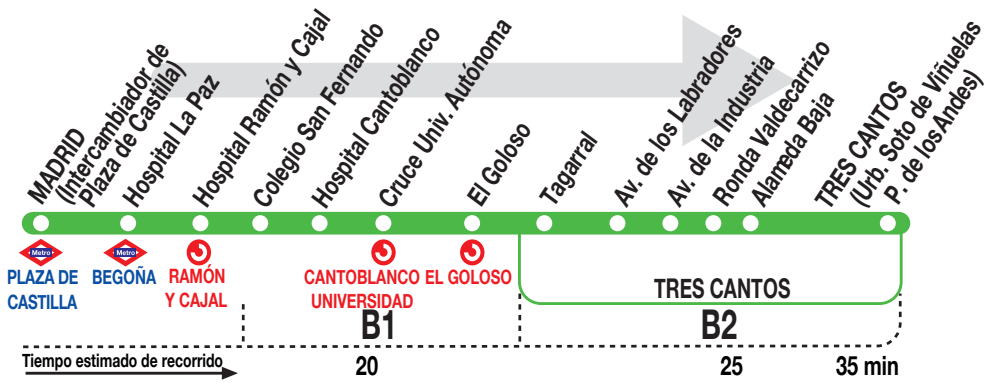 MADRID
(Intercambiador de
Plaza de Castilla)
Hospital La Paz
Hospital Ramón y Cajal
Colegio San Fernando
Hospital Cantoblanco
Cruce Univ. Autónoma
El Goloso
Tagarral
Av. de los Labradores
Av. de la Industria
Ronda Valdecarrizo
Alameda Baja
TRES CANTOS
(Urb. Soto de Viñuelas
P. de los Andes)
Metro
PLAZA DE
CASTILLA
Metro
BEGOÑA
RAMÓN
Y CAJAL
CANTOBLANCO
UNIVERSIDAD
EL GOLOSO
TRES CANTOS
B1
B2
Tiempo estimado de recorrido
20
25
35 min